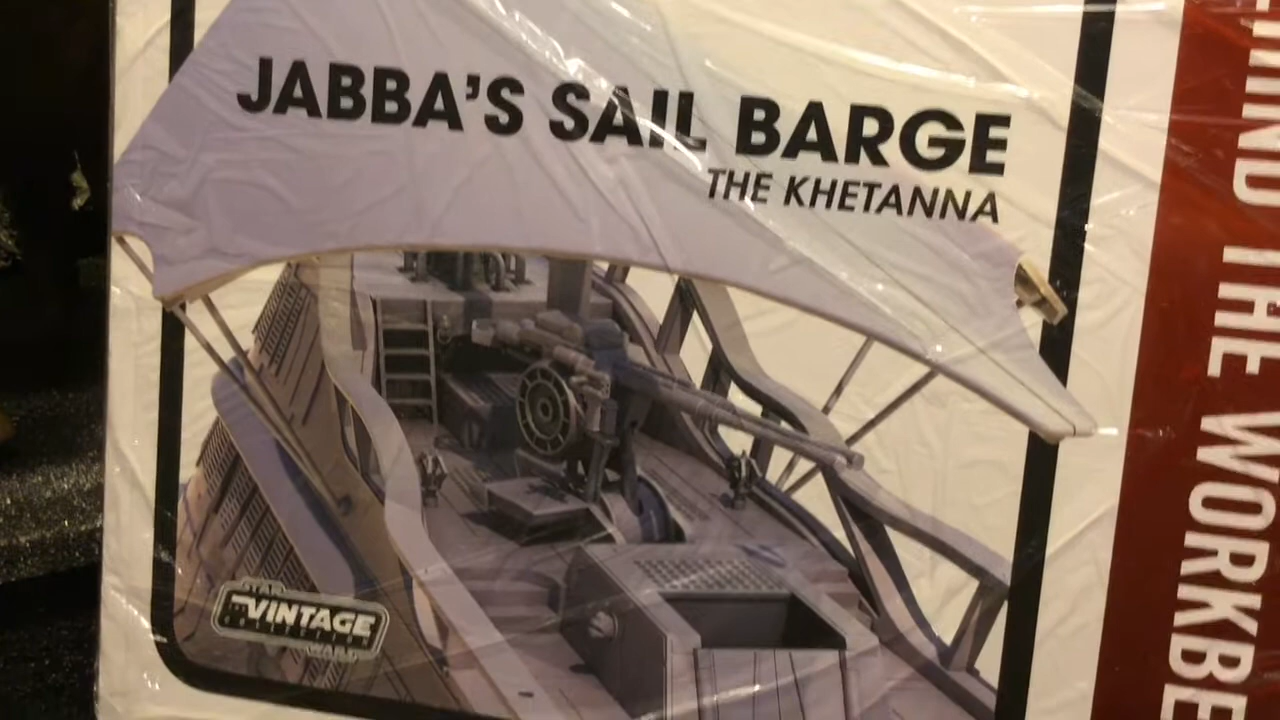 JABBA'S SAIL BARGE
THE KHETANNA
STAR
VINTAGE
COLLECTION
WARS
THE WORKBE